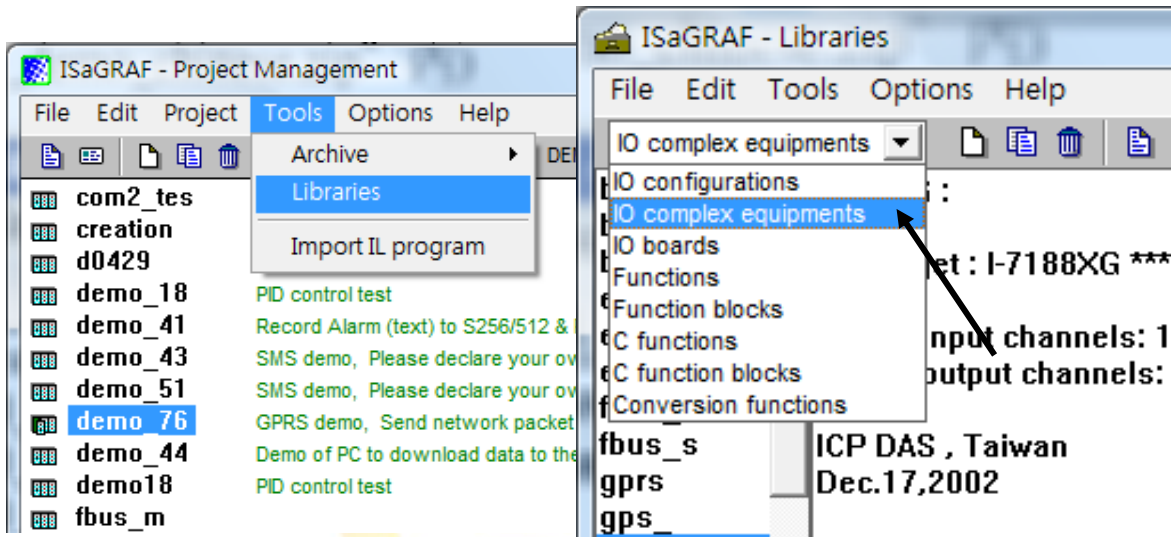 ISaGRAF - Project Management
File Edit Project Tools Options Help
Archive
Libraries
Import IL program
com2_tes
creation
d0429
demo_18 PID control test
demo_41 Record Alarm (text) to S256/512 &
demo_43 SMS demo, Please declare your ov
demo_51 SMS demo, Please declare your ov
demo_76 GPRS demo, Send network packet
demo_44 Demo of PC to download data to the
demo18 PID control test
fbus_m
ISaGRAF - Libraries
File Edit Tools Options Help
IO complex equipments
IO configurations
IO complex equipments
IO boards
Functions
Function blocks
C functions
C function blocks
Conversion functions
: I-7188XG ***
channels: 1
channels:
fbus_s
gprs
gps_
ICP DAS , Taiwan
Dec.17,2002